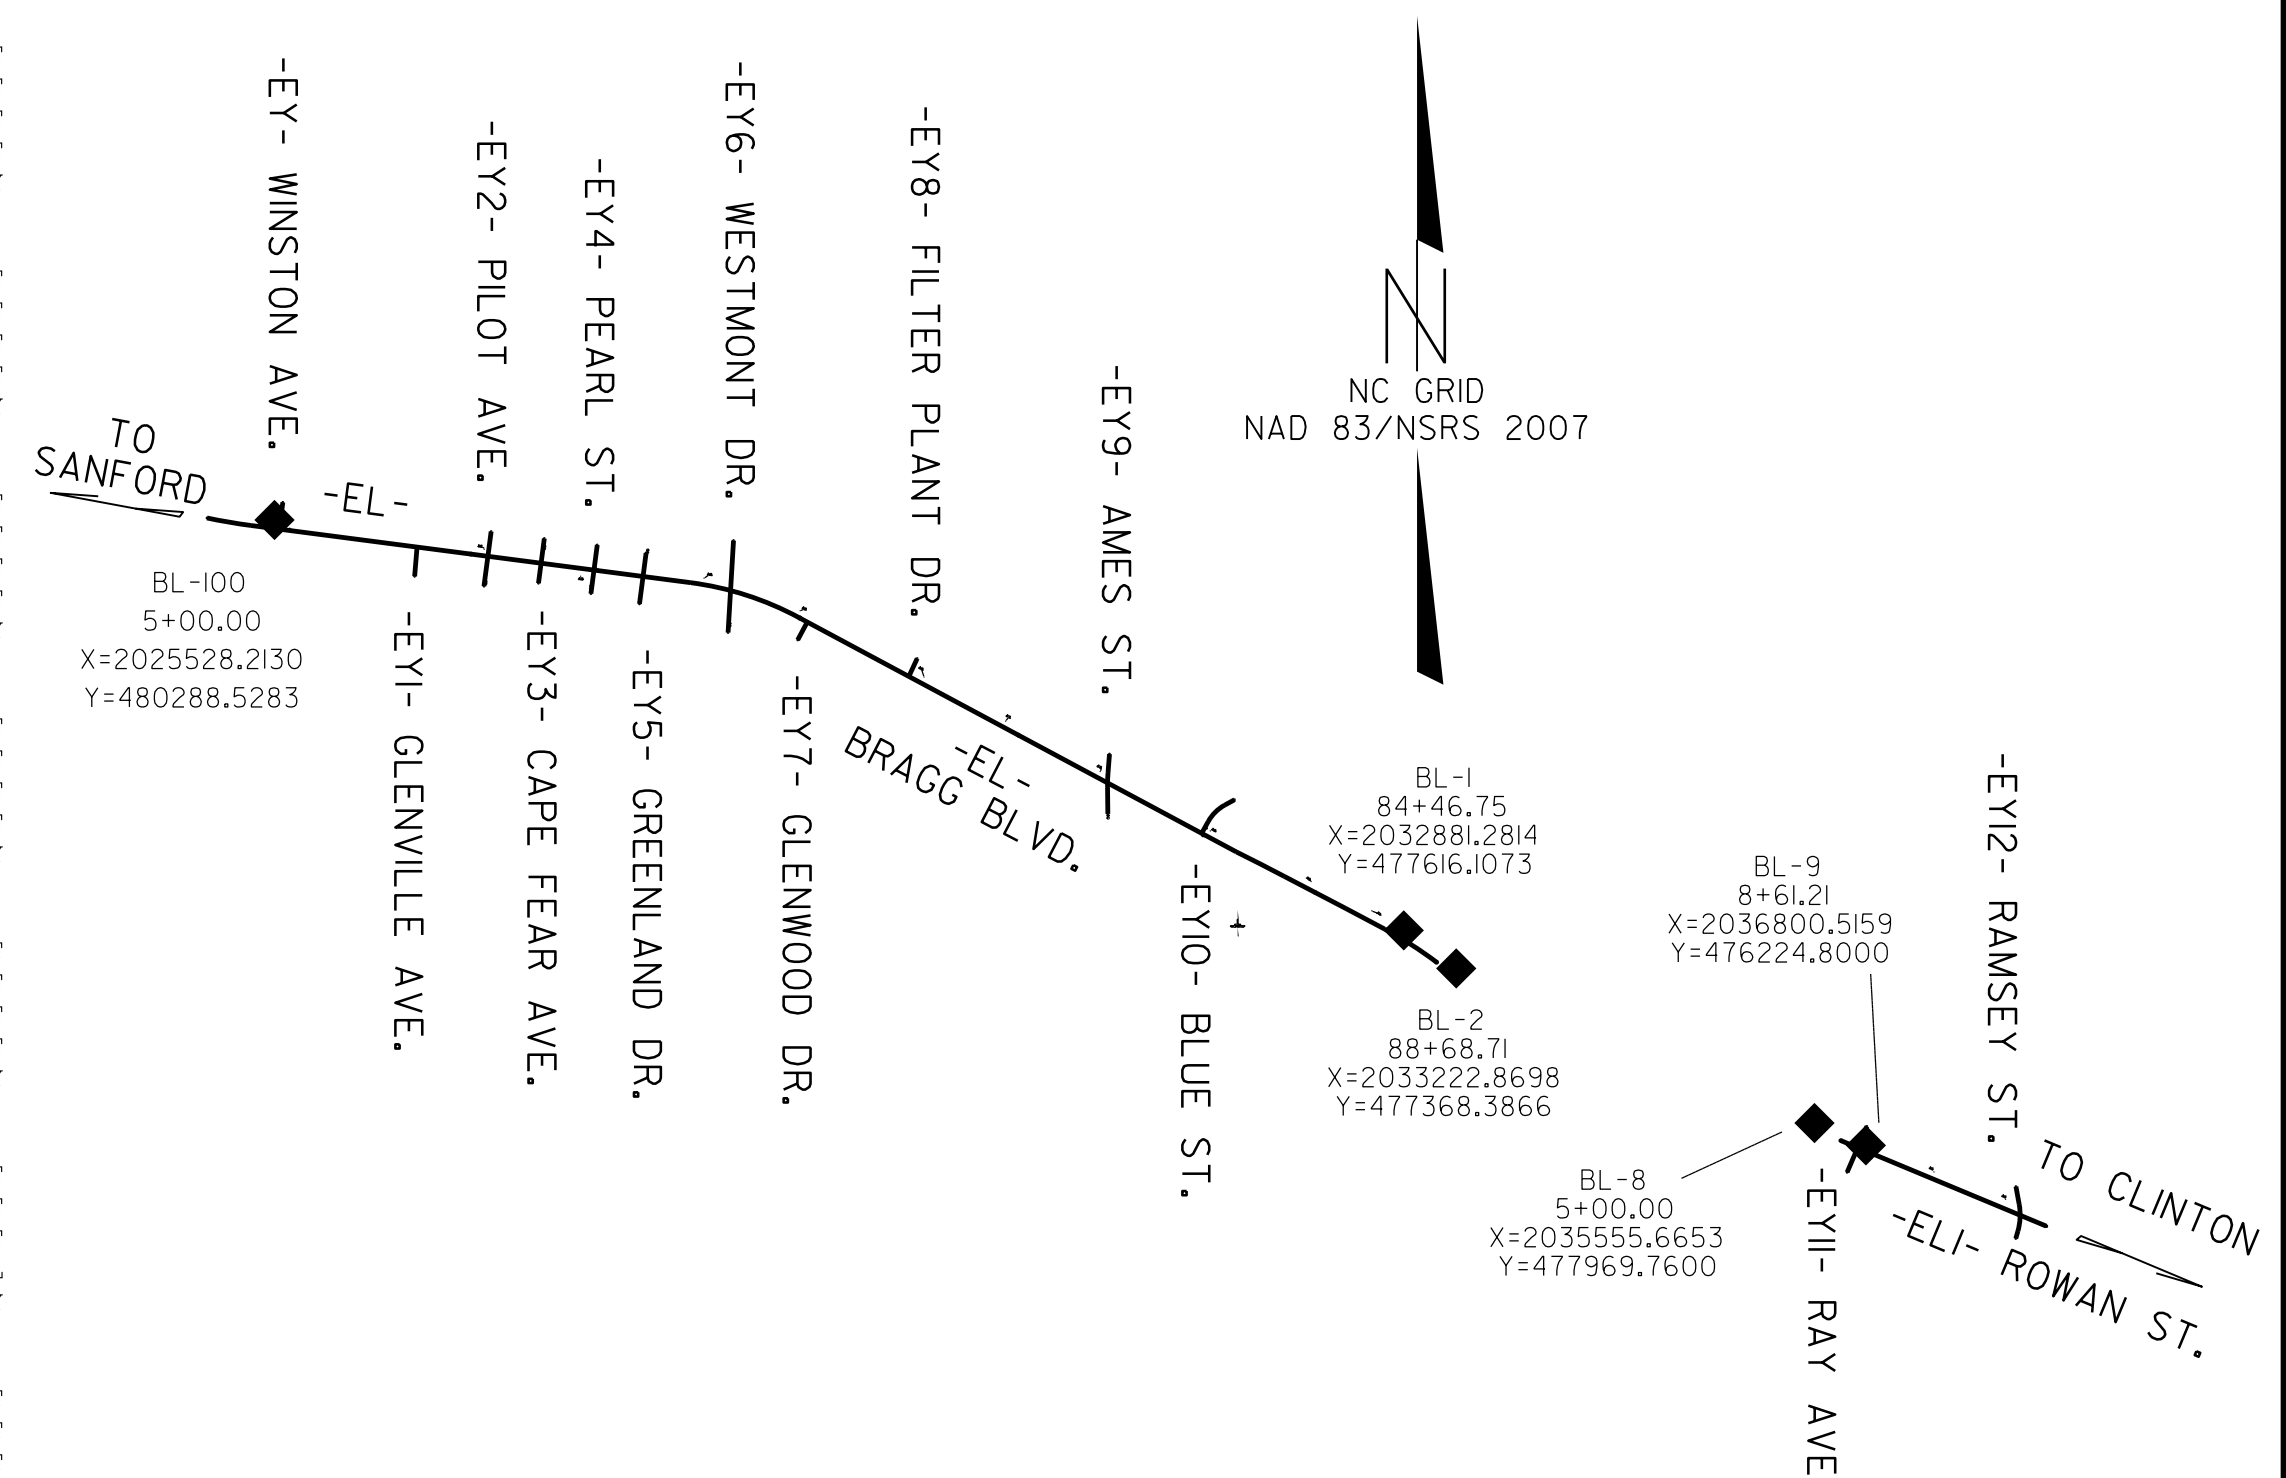 -EY- WINSTON AVE.
-EY2- PILOT AVE.
-EY4- PEARL ST.
-EY6- WESTMONT DR.
-EY8- FILTER PLANT DR.
-EY9- AMES ST.
N
NC GRID
NAD 83/NSRS 2007
TO
SANFORD
-EL-
BL-100
5+00.00
X=2025528.2130
Y=480288.5283
-EY1- GLENVILLE AVE.
-EY3- CAPE FEAR AVE.
-EY5- GREENLAND DR.
-EY7- GLENWOOD DR.
-EL-
BRAGG BLVD.
-EY10- BLUE ST.
BL-1
84+46.75
X=2032881.2814
Y=477616.1073
BL-2
88+68.71
X=2033222.8698
Y=477368.3866
BL-9
8+61.21
X=2036800.5159
Y=476224.8000
-EY12- RAMSEY ST.
BL-8
5+00.00
X=2035555.6653
Y=477969.7600
-EY11- RAY AVE
TO CLINTON
-EL1- ROWAN ST.